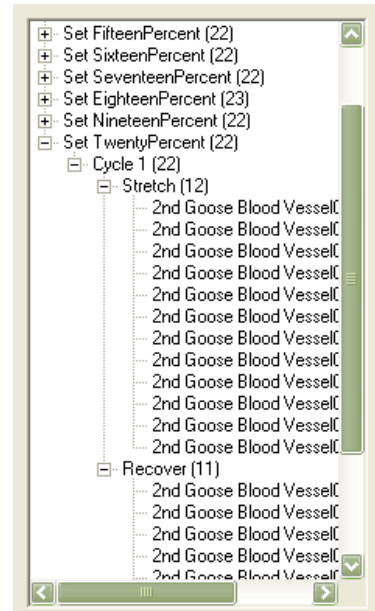 Set FifteenPercent (22)
Set SixteenPercent (22)
Set SeventeenPercent (22)
Set EighteenPercent (23)
Set NineteenPercent (22)
Set TwentyPercent (22)
Cycle 1 (22)
Stretch (12)
2nd Goose Blood Vessel
2nd Goose Blood Vessel
2nd Goose Blood Vessel
2nd Goose Blood Vessel
2nd Goose Blood Vessel
2nd Goose Blood Vessel
2nd Goose Blood Vessel
2nd Goose Blood Vessel
2nd Goose Blood Vessel
2nd Goose Blood Vessel
2nd Goose Blood Vessel
2nd Goose Blood Vessel
Recover (11)
2nd Goose Blood Vessel
2nd Goose Blood Vessel
2nd Goose Blood Vessel
2nd Goose Blood Vessel
2nd Goose Blood Vessel